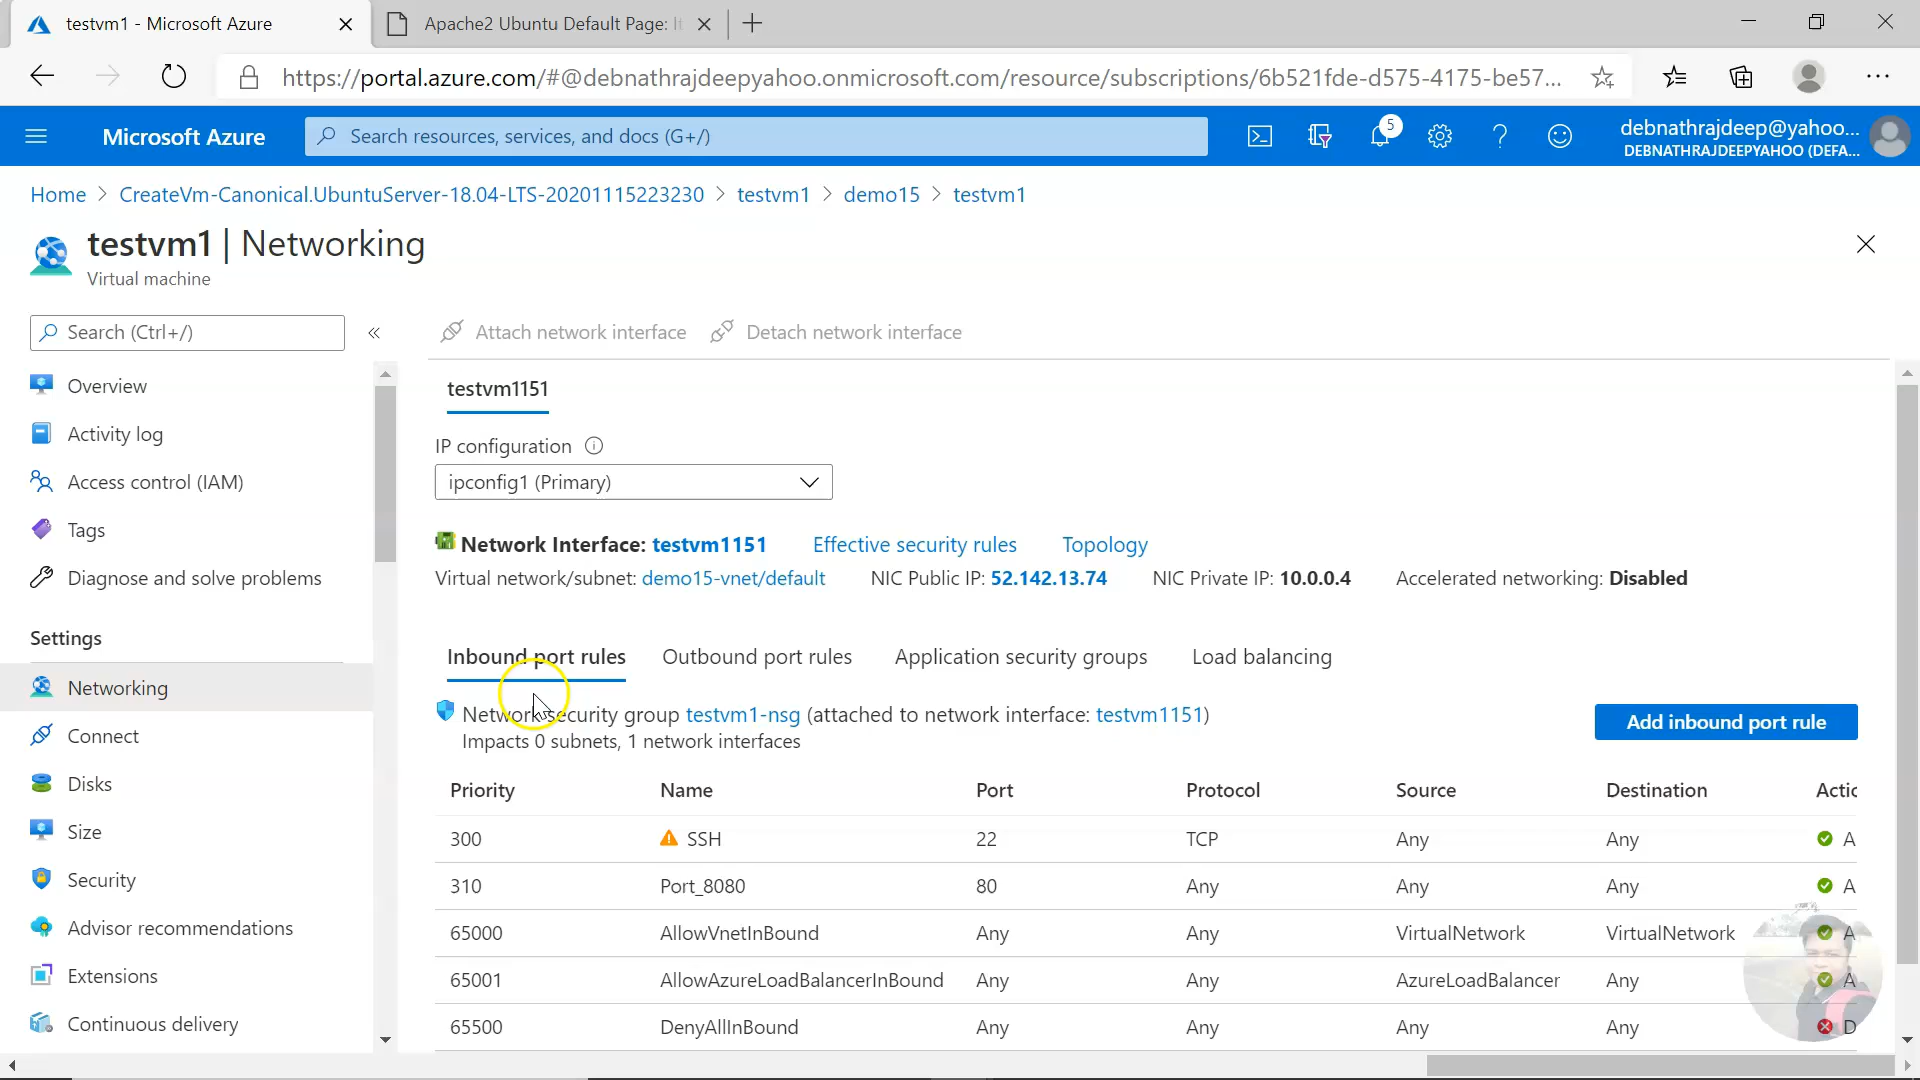 testvm1 - Microsoft Azure
Apache2 Ubuntu Default Page: It
https://portal.azure.com/#@debnathrajdeepyahoo.onmicrosoft.com/resource/subscriptions/6b521fde-d575-4175-be57...
Microsoft Azure
Search resources, services, and docs (G+/)
5
debnathrajdeep@yahoo...
DEBNATHRAJDEEPYAHOO (DEFA...
Home > CreateVm-Canonical.UbuntuServer-18.04-LTS-20201115223230 > testvm1 > demo15 > testvm1
testvm1 | Networking
Virtual machine
Search (Ctrl+/)
«
Overview
Activity log
Access control (IAM)
Tags
Diagnose and solve problems
Settings
Networking
Connect
Disks
Size
Security
Advisor recommendations
Extensions
Continuous delivery
Attach network interface
Detach network interface
testvm1151
IP configuration
ipconfig1 (Primary)
Network Interface: testvm1151 Effective security rules Topology
Virtual network/subnet: demo15-vnet/default NIC Public IP: 52.142.13.74 NIC Private IP: 10.0.0.4 Accelerated networking: Disabled
Inbound port rules Outbound port rules Application security groups Load balancing
Network security group testvm1-nsg (attached to network interface: testvm1151)
Impacts 0 subnets, 1 network interfaces
Add inbound port rule
Priority Name Port Protocol Source Destination Actic
300 SSH 22 TCP Any Any A
310 Port_8080 80 Any Any Any A
65000 AllowVnetInBound Any Any VirtualNetwork VirtualNetwork A
65001 AllowAzureLoadBalancerInBound Any Any AzureLoadBalancer Any A
65500 DenyAllInBound Any Any Any Any D